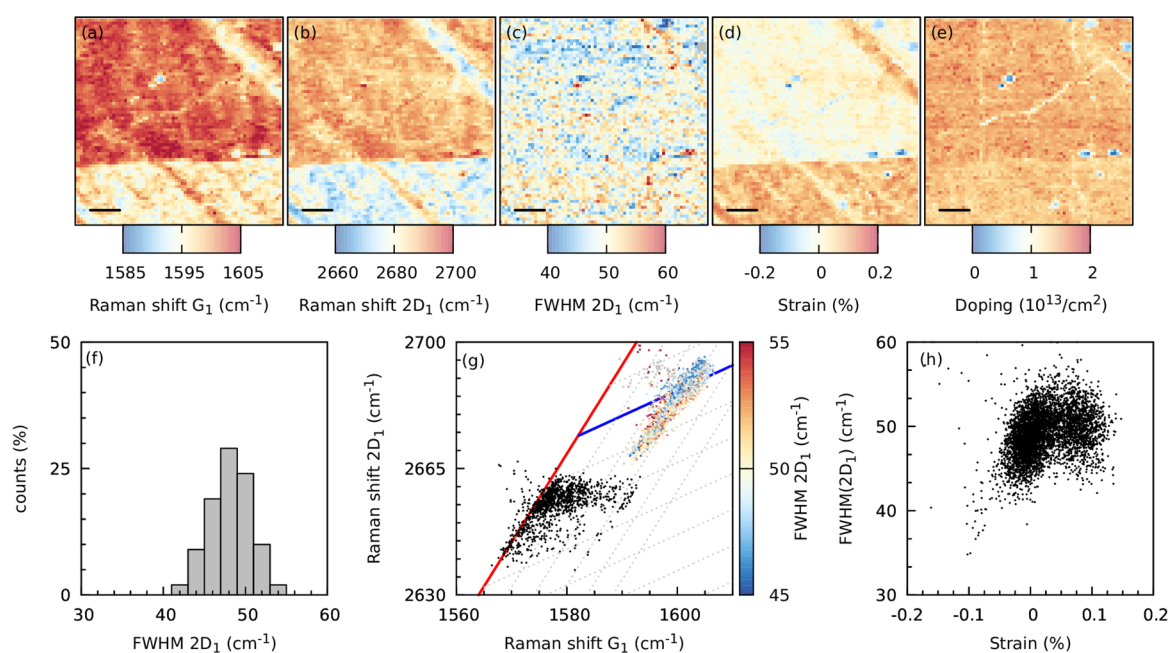 (a) (b) (c) (d) (e)
1585 1595 1605 2660 2680 2700 40 50 60 -0.2 0 0.2 0 1 2
Raman shift G₁ (cm⁻¹) Raman shift 2D₁ (cm⁻¹) FWHM 2D₁ (cm⁻¹) Strain (%) Doping (10¹³/cm²)
(f)
50
25
0
counts (%)
30 40 50 60
FWHM 2D₁ (cm⁻¹)
(g)
2700
2665
2630
Raman shift 2D₁ (cm⁻¹)
1560 1580 1600
Raman shift G₁ (cm⁻¹)
55
50
45
FWHM 2D₁ (cm⁻¹)
(h)
60
50
40
30
FWHM(2D₁) (cm⁻¹)
-0.2 -0.1 0 0.1 0.2
Strain (%)